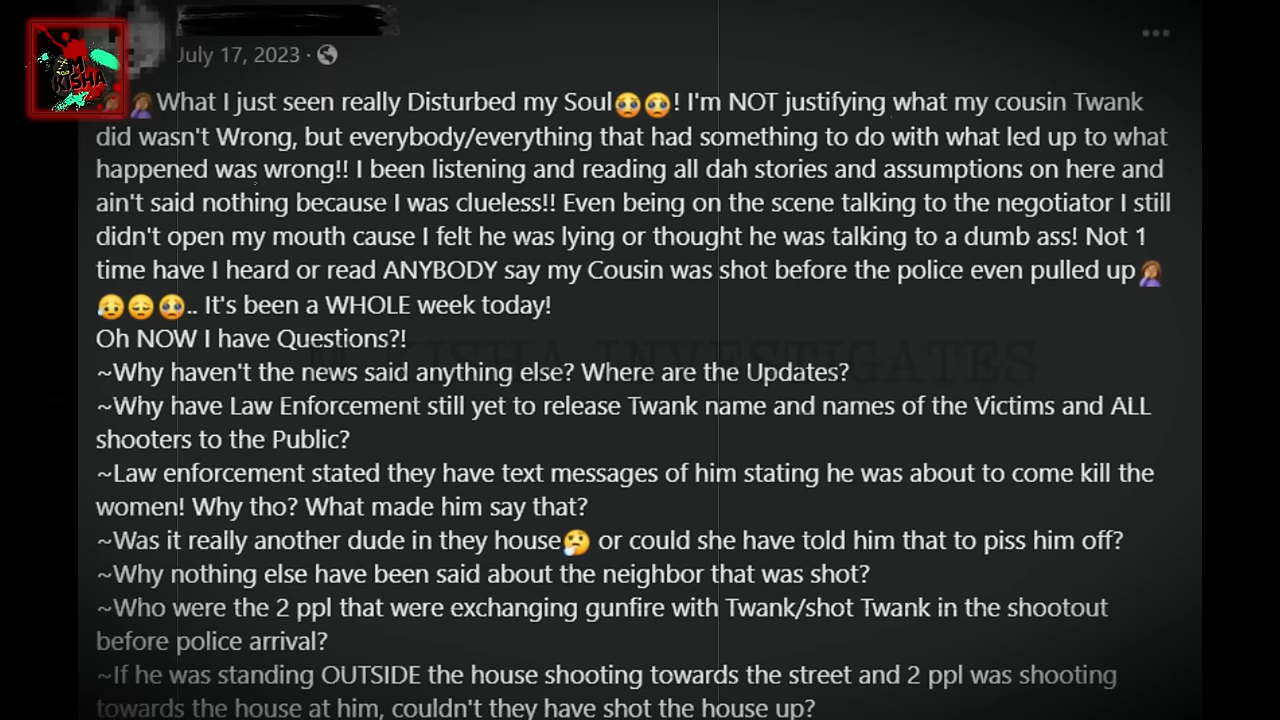 July 17, 2023 ·
M KISHA
🤦🏽‍♀️🤦🏽‍♀️What I just seen really Disturbed my Soul🥺🥺! I'm NOT justifying what my cousin Twank
did wasn't Wrong, but everybody/everything that had something to do with what led up to what
happened was wrong!! I been listening and reading all dah stories and assumptions on here and
ain't said nothing because I was clueless!! Even being on the scene talking to the negotiator I still
didn't open my mouth cause I felt he was lying or thought he was talking to a dumb ass! Not 1
time have I heard or read ANYBODY say my Cousin was shot before the police even pulled up🤦🏽‍♀️
😥😔🥺.. It's been a WHOLE week today!
Oh NOW I have Questions?!
M KISHA INVESTIGATES
~Why haven't the news said anything else? Where are the Updates?
~Why have Law Enforcement still yet to release Twank name and names of the Victims and ALL
shooters to the Public?
~Law enforcement stated they have text messages of him stating he was about to come kill the
women! Why tho? What made him say that?
~Was it really another dude in they house🤔 or could she have told him that to piss him off?
~Why nothing else have been said about the neighbor that was shot?
~Who were the 2 ppl that were exchanging gunfire with Twank/shot Twank in the shootout
before police arrival?
~If he was standing OUTSIDE the house shooting towards the street and 2 ppl was shooting
towards the house at him, couldn't they have shot the house up?